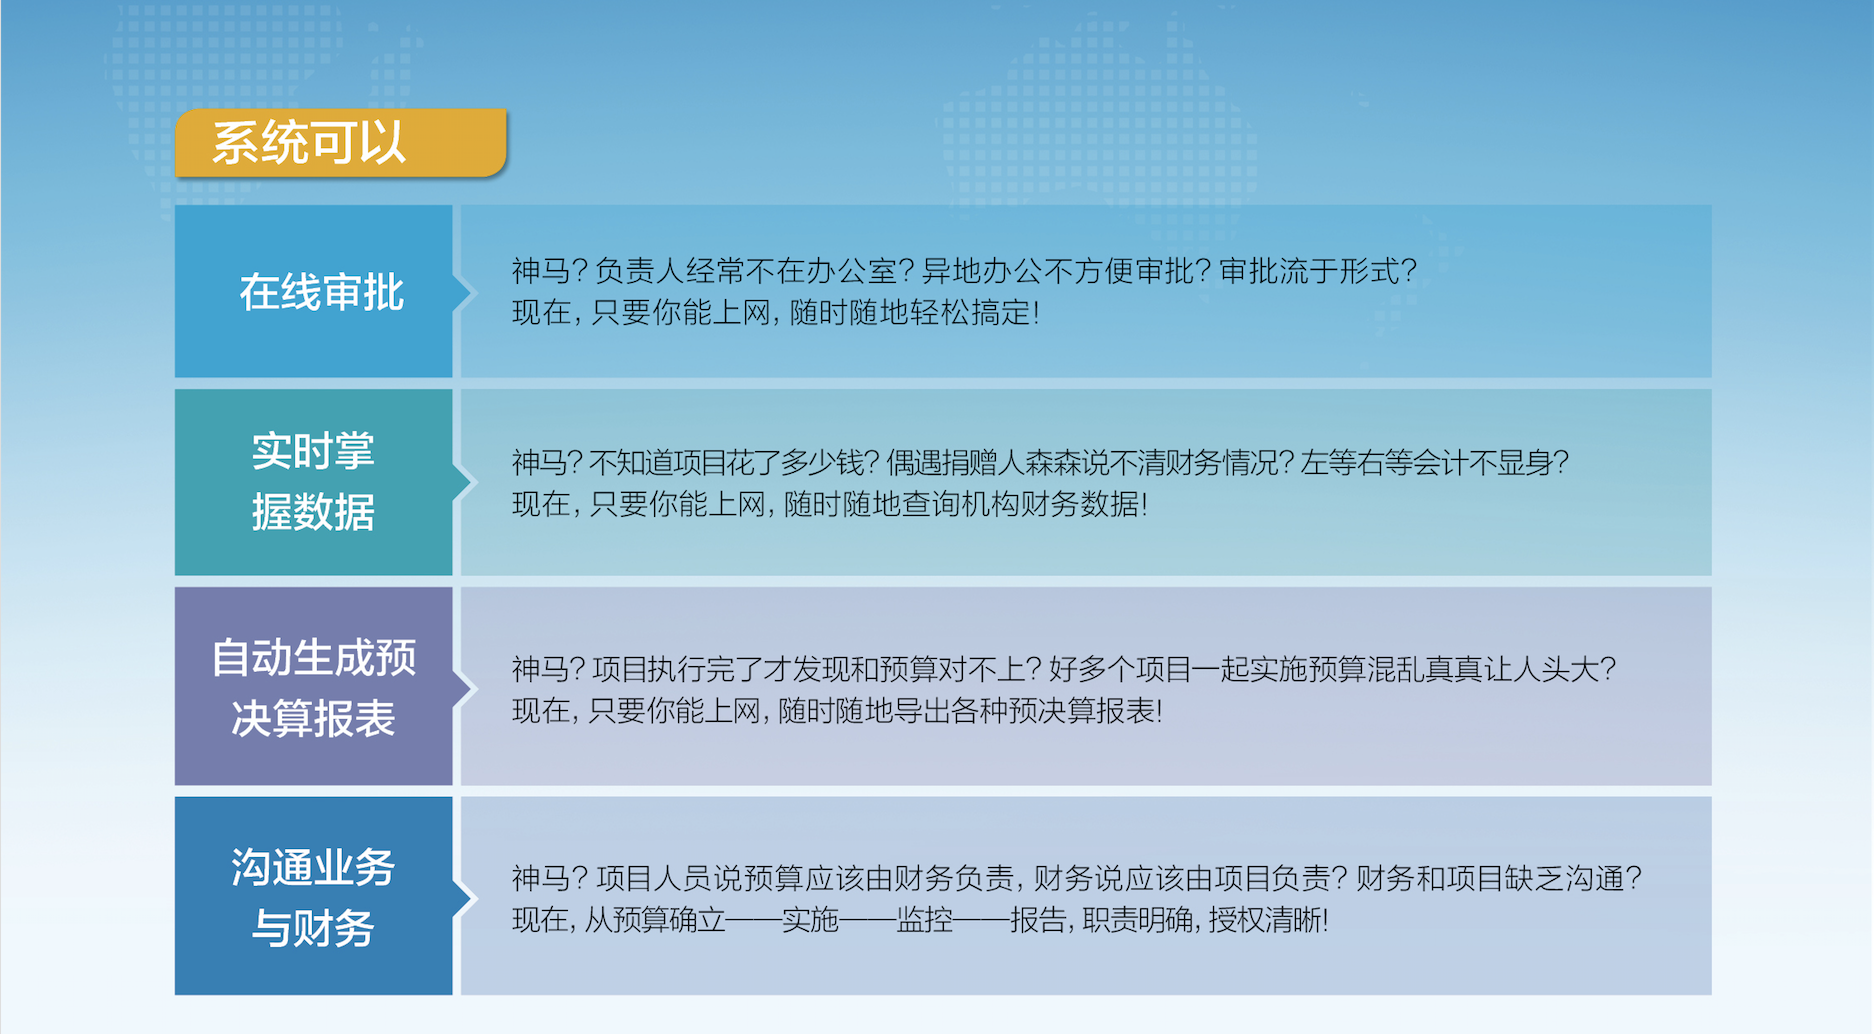 系统可以
在线审批
神马？负责人经常不在办公室？异地办公不方便审批？审批流于形式？
现在，只要你能上网，随时随地轻松搞定！
实时掌
握数据
神马？不知道项目花了多少钱？偶遇捐赠人森森说不清财务情况？左等右等会计不显身？
现在，只要你能上网，随时随地查询机构财务数据！
自动生成预
决算报表
神马？项目执行完了才发现和预算对不上？好多个项目一起实施预算混乱真真让人头大？
现在，只要你能上网，随时随地导出各种预决算报表！
沟通业务
与财务
神马？项目人员说预算应该由财务负责，财务说应该由项目负责？财务和项目缺乏沟通？
现在，从预算确立——实施——监控——报告，职责明确，授权清晰！